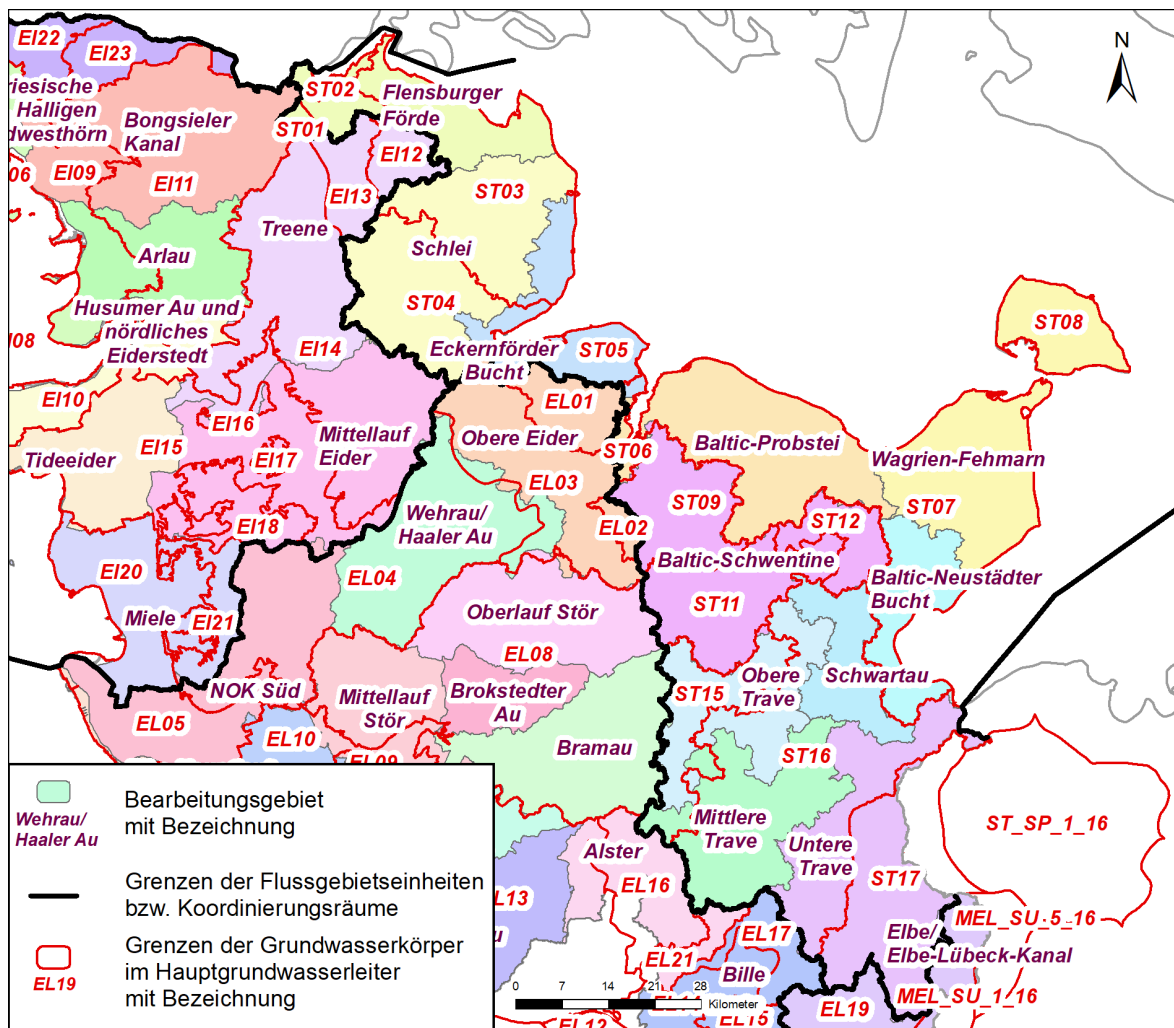 EI22
EI23
N
riesische
Halligen
dwesthörn
Bongsieler
Kanal
ST02
Flensburger
Förde
ST01
EI12
06
EI09
EI11
EI13
ST03
Treene
Arlau
Schlei
Husumer Au und
nördliches
Eiderstedt
ST04
ST08
I08
EI14
Eckernförder
Bucht
ST05
EI10
EI16
EL01
Tideeider
EI15
Mittellauf
Eider
Obere Eider
ST06
Baltic-Probstei
Wagrien-Fehmarn
EI17
EL03
ST09
ST07
EI18
Wehrau/
Haaler Au
EL02
ST12
EI20
EL04
Baltic-Schwentine
Baltic-Neustädter
Bucht
Miele
EI21
Oberlauf Stör
ST11
EL08
NOK Süd
Mittellauf
Stör
Brokstedter
Au
ST15
Obere
Trave
Schwartau
EL05
EL10
EL09
Bramau
ST16
Mittlere
Trave
Untere
Trave
ST_SP_1_16
Alster
EL16
ST17
L13
u
EL17
MEL_SU_5_16
Elbe/
Elbe-Lübeck-Kanal
EL21
Bille
MEL_SU_1_16
EL19
EL15
EL12
Wehrau/
Haaler Au
Bearbeitungsgebiet
mit Bezeichnung
Grenzen der Flussgebietseinheiten
bzw. Koordinierungsräume
EL19
Grenzen der Grundwasserkörper
im Hauptgrundwasserleiter
mit Bezeichnung
0 7 14 21 28
Kilometer